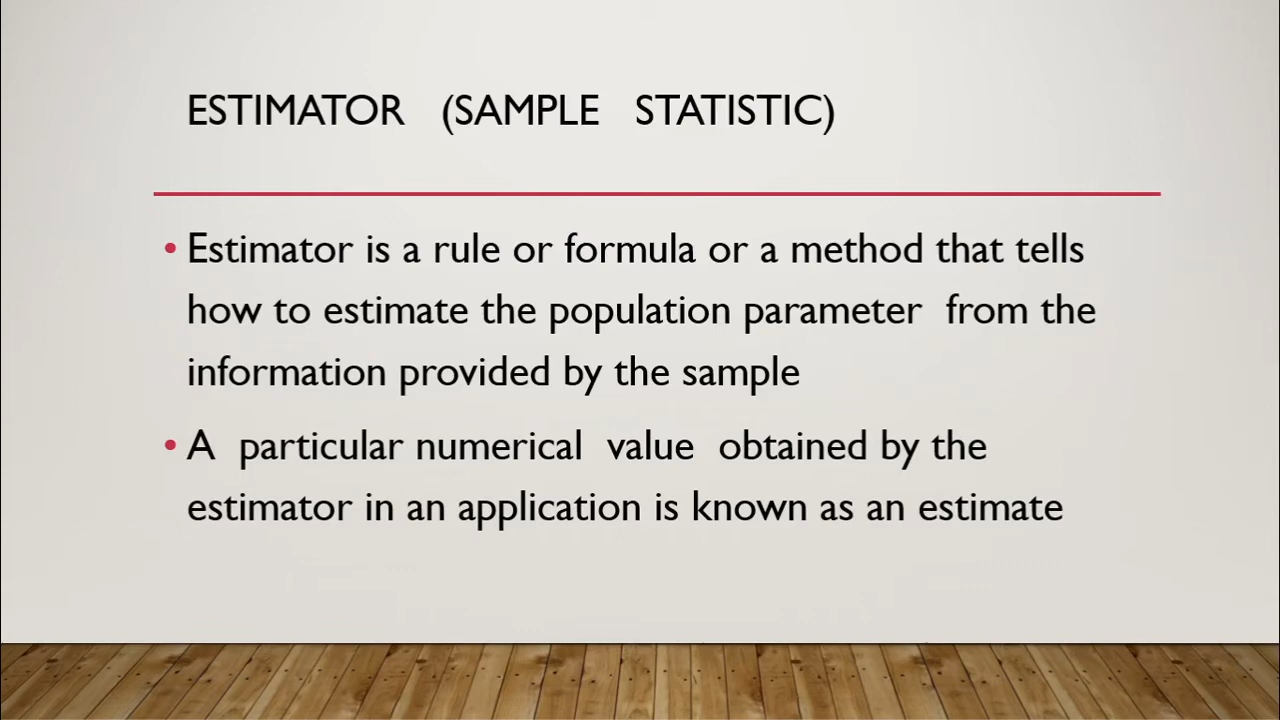 ESTIMATOR (SAMPLE STATISTIC)
• Estimator is a rule or formula or a method that tells
how to estimate the population parameter from the
information provided by the sample
• A particular numerical value obtained by the
estimator in an application is known as an estimate